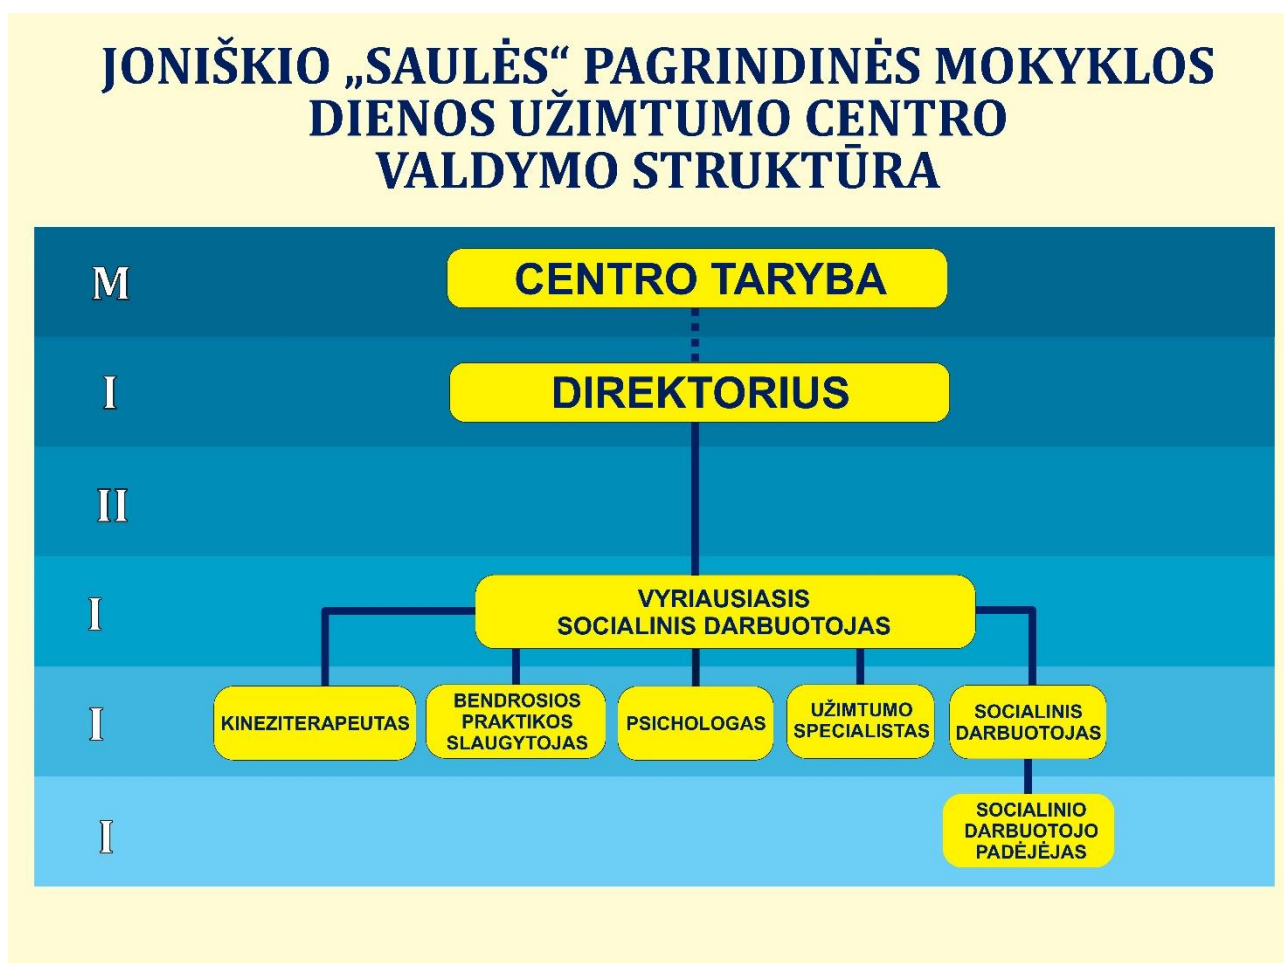 JONIŠKIO „SAULĖS“ PAGRINDINĖS MOKYKLOS
DIENOS UŽIMTUMO CENTRO
VALDYMO STRUKTŪRA
M
CENTRO TARYBA
I
DIREKTORIUS
II
I
VYRIAUSIASIS
SOCIALINIS DARBUOTOJAS
I
KINEZITERAPEUTAS
BENDROSIOS
PRAKTIKOS
SLAUGYTOJAS
PSICHOLOGAS
UŽIMTUMO
SPECIALISTAS
SOCIALINIS
DARBUOTOJAS
I
SOCIALINIO
DARBUOTOJO
PADĖJĖJAS